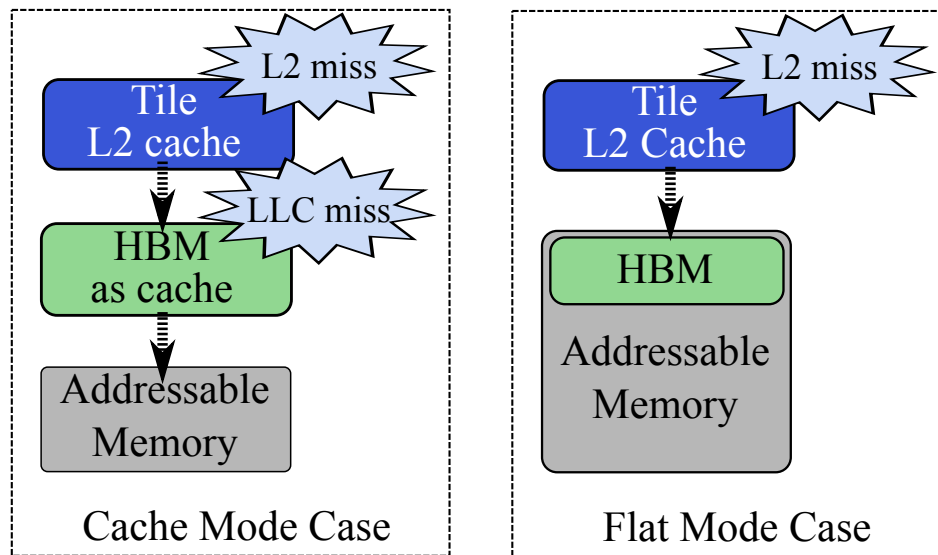 L2 miss
Tile
L2 cache
LLC miss
HBM
as cache
Addressable
Memory
Cache Mode Case
L2 miss
Tile
L2 Cache
HBM
Addressable
Memory
Flat Mode Case